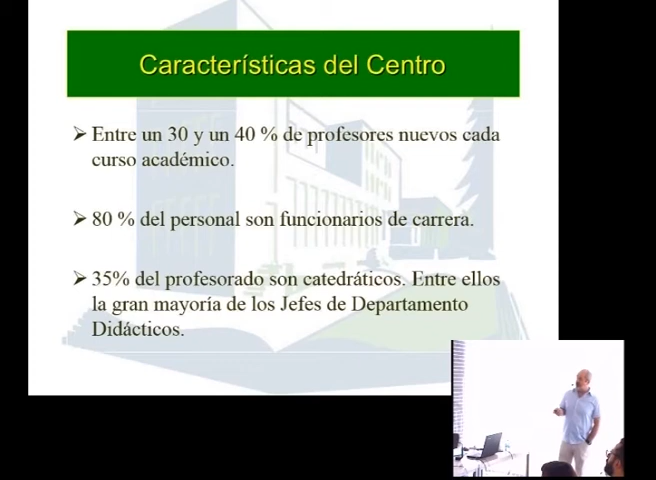 Características del Centro
Entre un 30 y un 40 % de profesores nuevos cada
curso académico.
80 % del personal son funcionarios de carrera.
35% del profesorado son catedráticos. Entre ellos
la gran mayoría de los Jefes de Departamento
Didácticos.